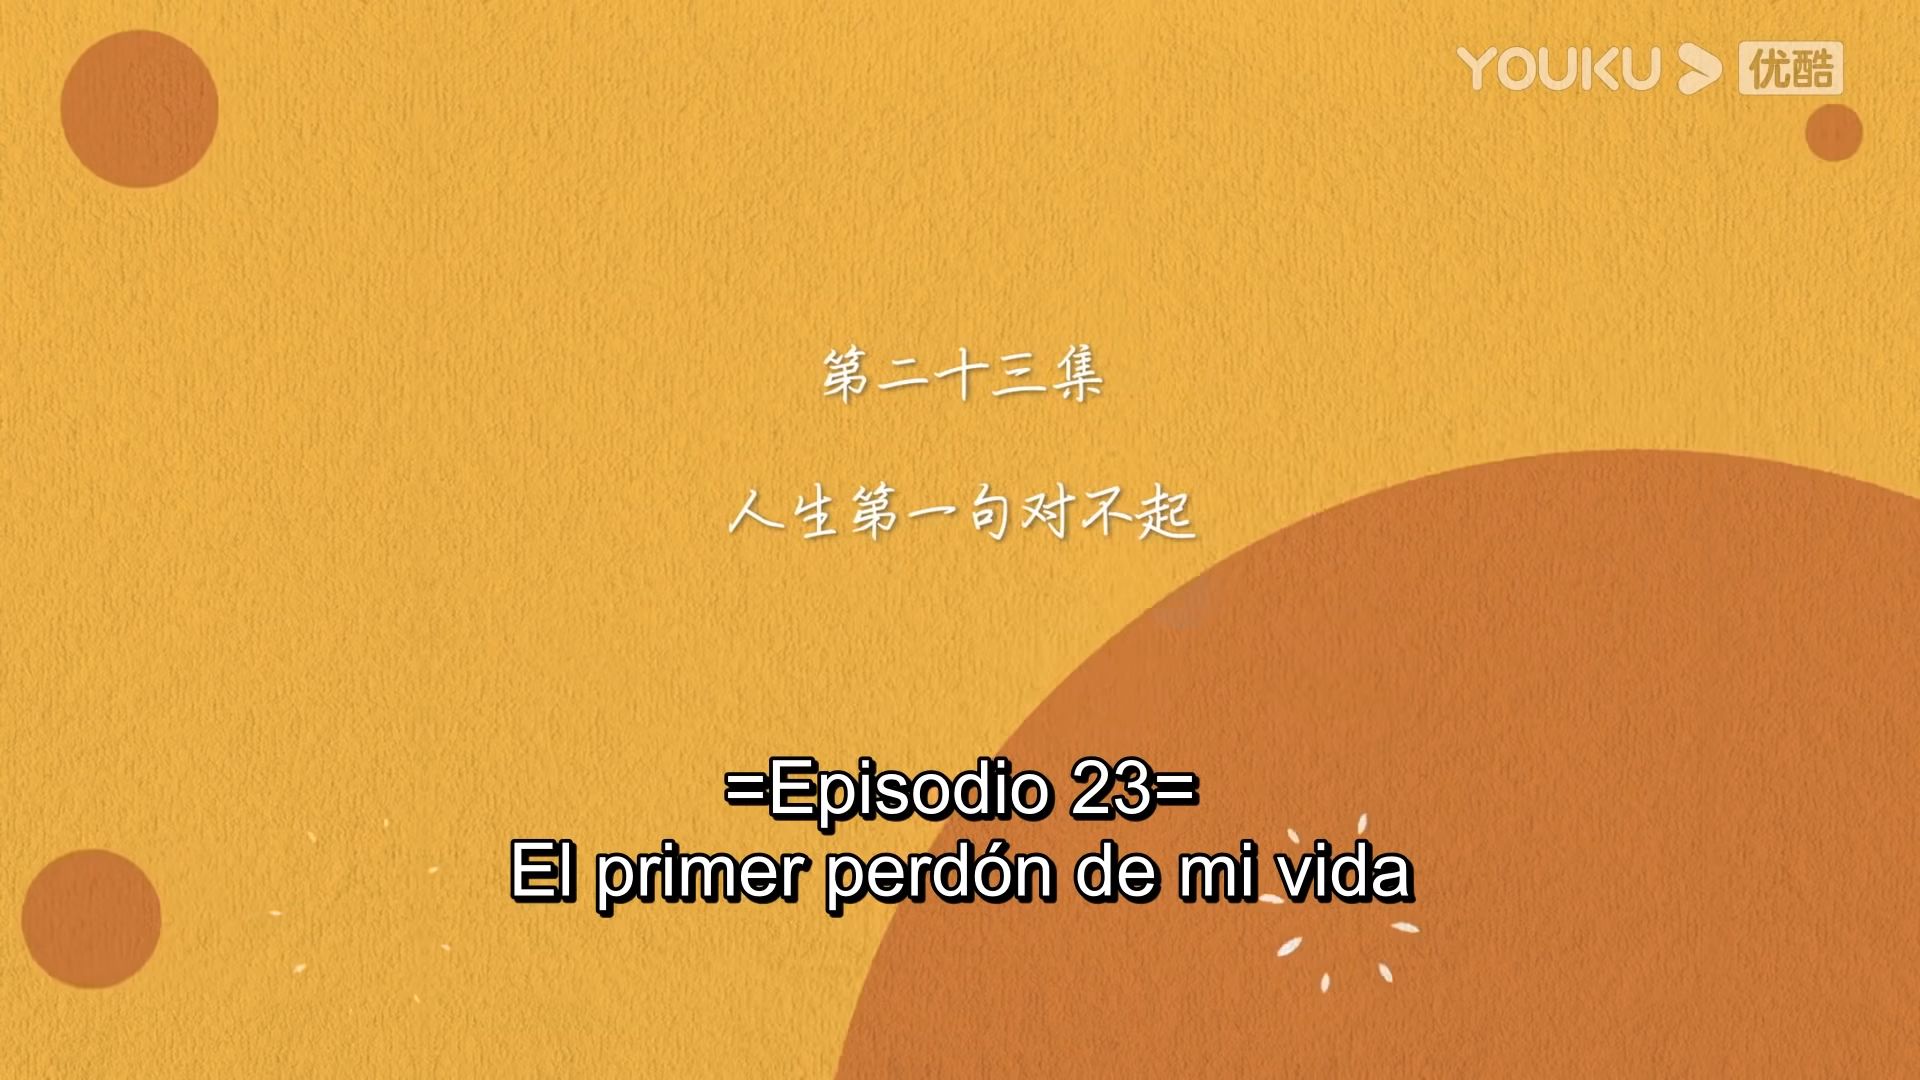 YOUKU 优酷
第二十三集
人生第一句对不起
=Episodio 23=
El primer perdón de mi vida